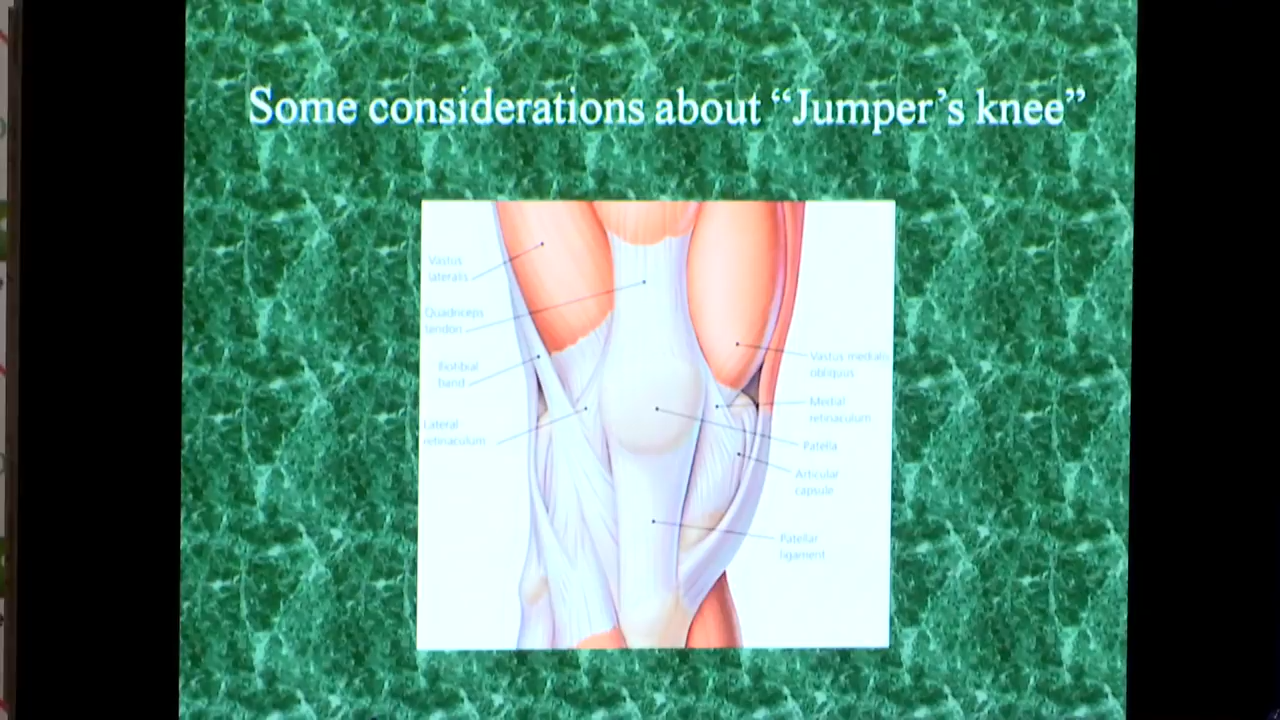 Some considerations about “Jumper’s knee”
Vastus
lateralis
Quadriceps
tendon
Iliotibial
band
Lateral
retinaculum
Vastus medialis
obliquus
Medial
retinaculum
Patella
Articular
capsule
Patellar
ligament